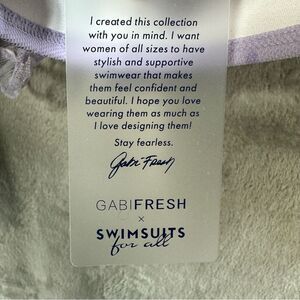 I created this collection
with you in mind. I want
women of all sizes to have
stylish and supportive
swimwear that makes
them feel confident and
beautiful. I hope you love
wearing them as much as
I love designing them!
Stay fearless.
Gabi Fresh
GABIFRESH
×
SWIMSUITS
for all